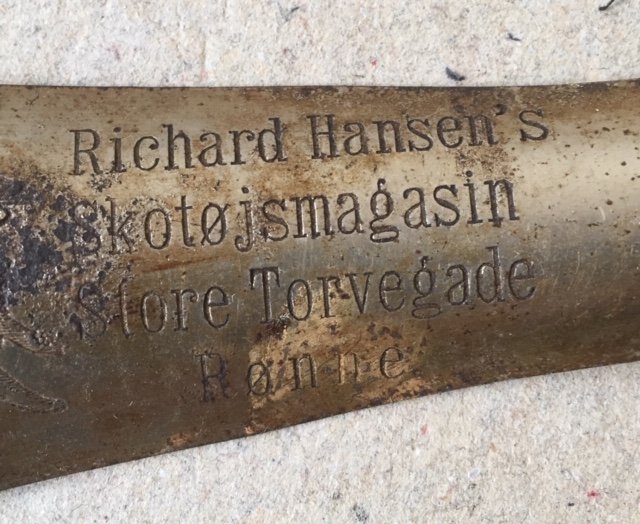 Richard Hansen's
Skotøjsmagasin
Store Torvegade
Rønne